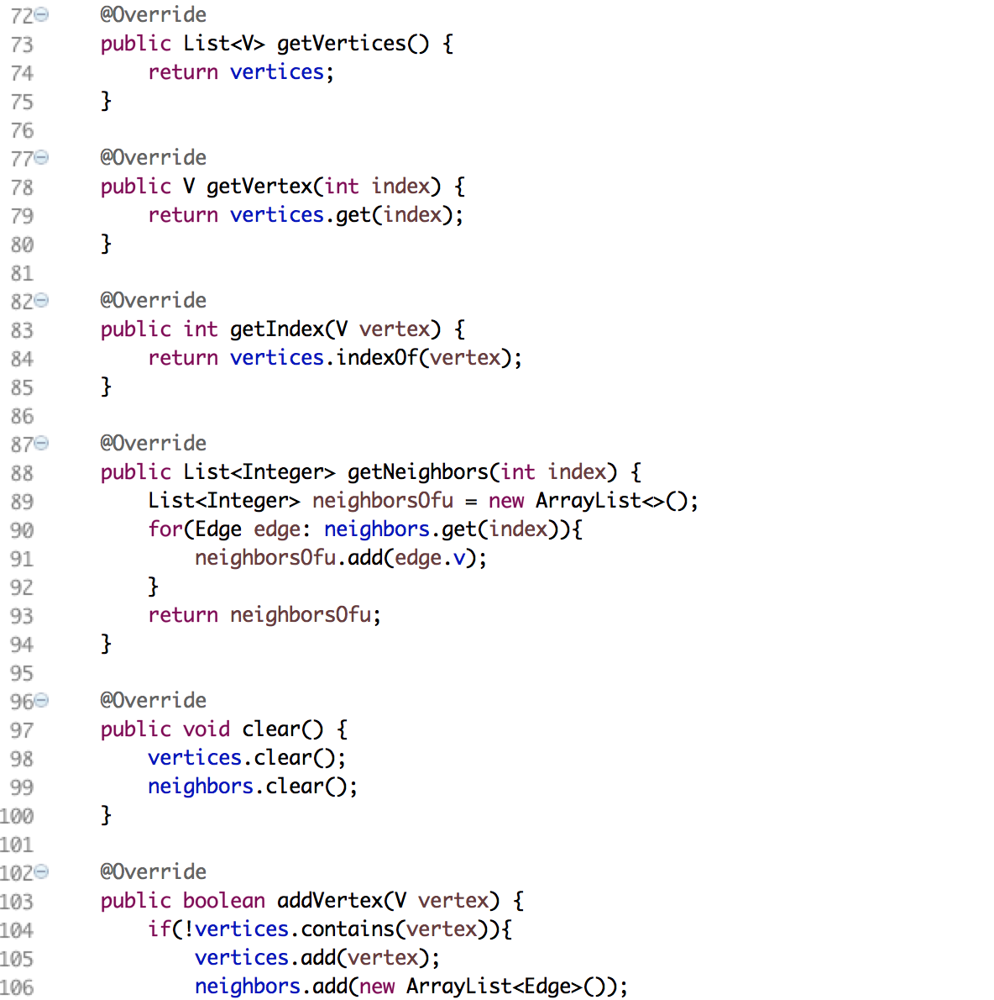 72 @Override
73 public List<V> getVertices() {
74 return vertices;
75 }
76
77 @Override
78 public V getVertex(int index) {
79 return vertices.get(index);
80 }
81
82 @Override
83 public int getIndex(V vertex) {
84 return vertices.indexOf(vertex);
85 }
86
87 @Override
88 public List<Integer> getNeighbors(int index) {
89 List<Integer> neighborsOfu = new ArrayList<>();
90 for(Edge edge: neighbors.get(index)){
91 neighborsOfu.add(edge.v);
92 }
93 return neighborsOfu;
94 }
95
96 @Override
97 public void clear() {
98 vertices.clear();
99 neighbors.clear();
100 }
101
102 @Override
103 public boolean addVertex(V vertex) {
104 if(!vertices.contains(vertex)){
105 vertices.add(vertex);
106 neighbors.add(new ArrayList<Edge>());